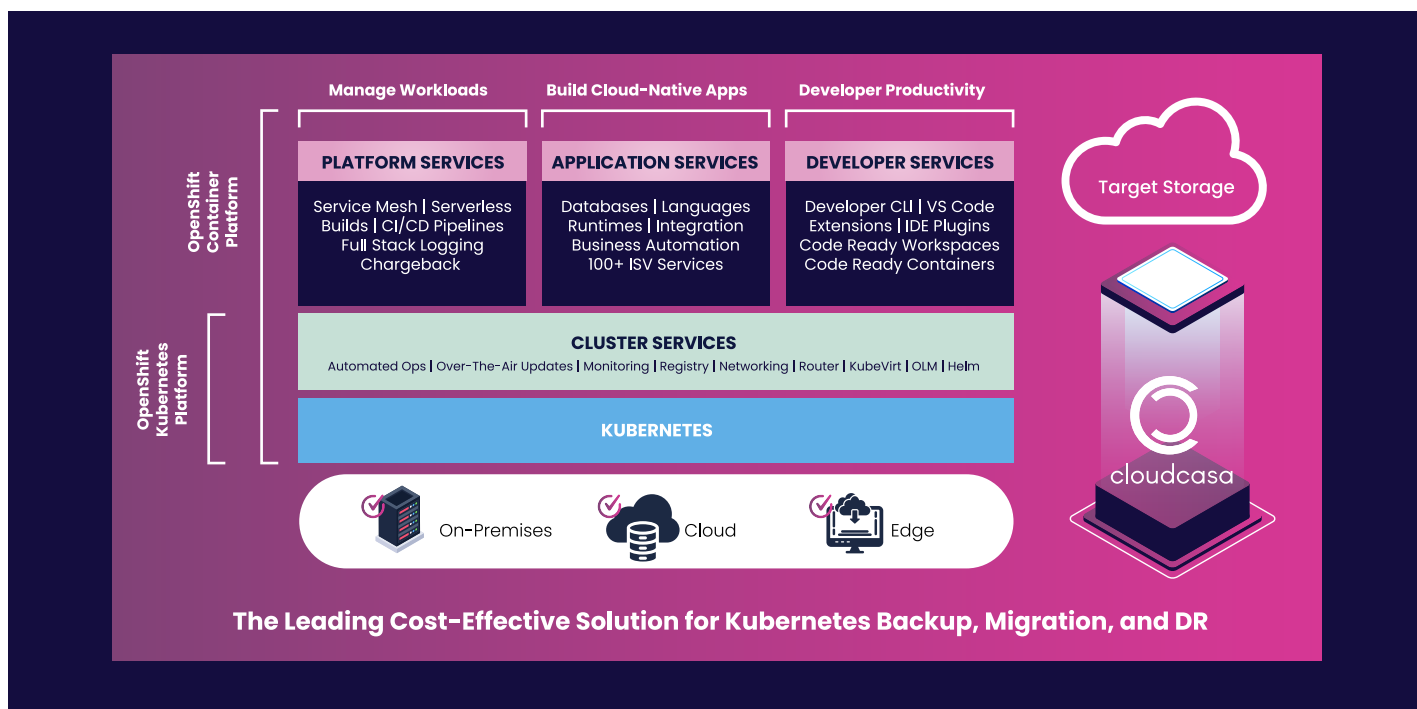 Manage Workloads
Build Cloud-Native Apps
Developer Productivity
OpenShift
Container
Platform
PLATFORM SERVICES
Service Mesh | Serverless
Builds | CI/CD Pipelines
Full Stack Logging
Chargeback
APPLICATION SERVICES
Databases | Languages
Runtimes | Integration
Business Automation
100+ ISV Services
DEVELOPER SERVICES
Developer CLI | VS Code
Extensions | IDE Plugins
Code Ready Workspaces
Code Ready Containers
Target Storage
OpenShift
Kubernetes
Platform
CLUSTER SERVICES
Automated Ops | Over-The-Air Updates | Monitoring | Registry | Networking | Router | KubeVirt | OLM | Helm
KUBERNETES
cloudcasa
On-Premises
Cloud
Edge
The Leading Cost-Effective Solution for Kubernetes Backup, Migration, and DR